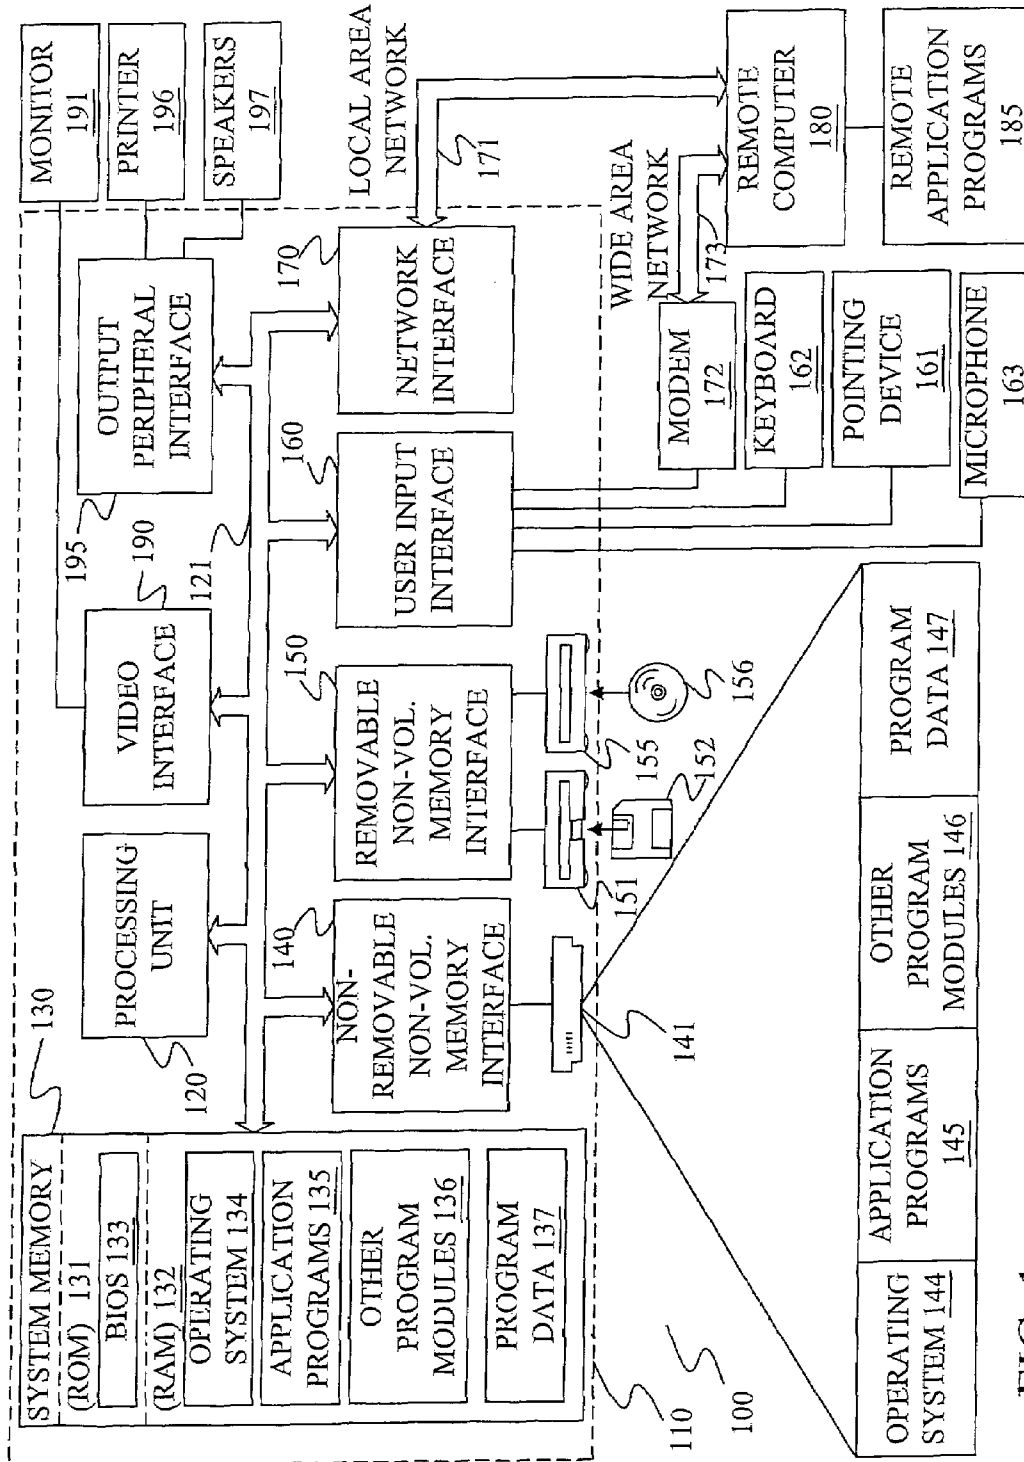 SYSTEM MEMORY
(ROM) 131
BIOS 133
(RAM) 132
OPERATING
SYSTEM 134
APPLICATION
PROGRAMS 135
OTHER
PROGRAM
MODULES 136
PROGRAM
DATA 137
130
PROCESSING
UNIT
120
VIDEO
INTERFACE
190
121
OUTPUT
PERIPHERAL
INTERFACE
195
MONITOR
191
PRINTER
196
SPEAKERS
197
NON-
REMOVABLE
NON-VOL.
MEMORY
INTERFACE
140
REMOVABLE
NON-VOL.
MEMORY
INTERFACE
150
USER INPUT
INTERFACE
160
NETWORK
INTERFACE
170
LOCAL AREA
NETWORK
171
WIDE AREA
NETWORK
173
MODEM
172
KEYBOARD
162
POINTING
DEVICE
161
MICROPHONE
163
REMOTE
COMPUTER
180
REMOTE
APPLICATION
PROGRAMS
185
141
151
152
155
156
110
100
OPERATING
SYSTEM 144
APPLICATION
PROGRAMS
145
OTHER
PROGRAM
MODULES 146
PROGRAM
DATA 147